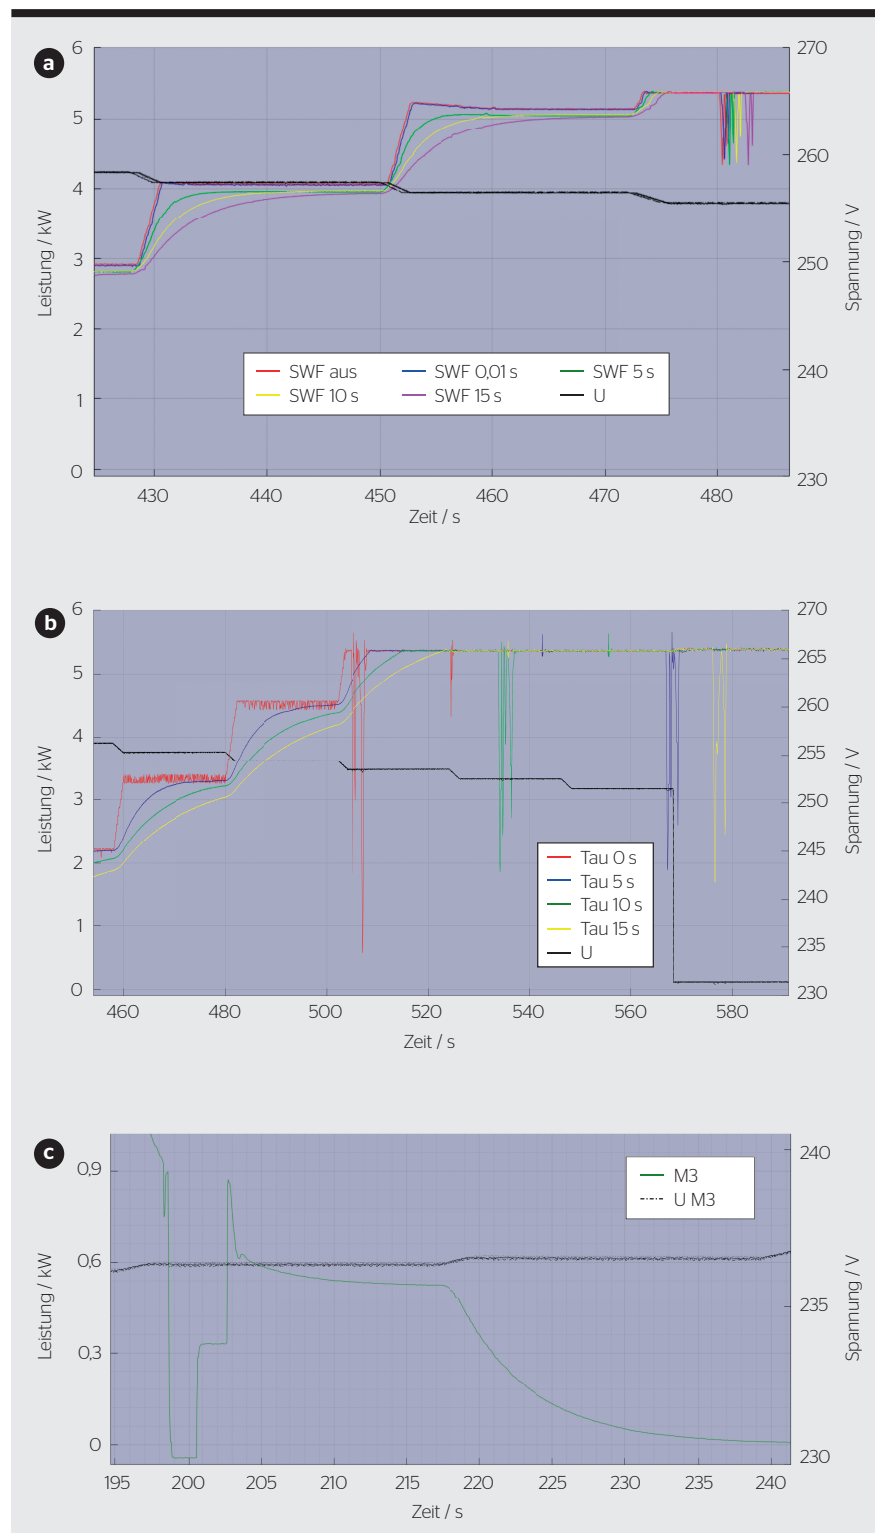 a
6
5
4
3
2
1
0
Leistung / kW
270
260
250
240
230
Spannung / V
SWF aus
SWF 0,01 s
SWF 5 s
SWF 10 s
SWF 15 s
U
430 440 450 460 470 480
Zeit / s
b
6
5
4
3
2
1
0
Leistung / kW
270
265
260
255
250
245
240
235
230
Spannung / V
Tau 0 s
Tau 5 s
Tau 10 s
Tau 15 s
U
460 480 500 520 540 560 580
Zeit / s
c
0,9
0,6
0,3
0
Leistung / kW
240
235
230
Spannung / V
M3
U M3
195 200 205 210 215 220 225 230 235 240
Zeit / s